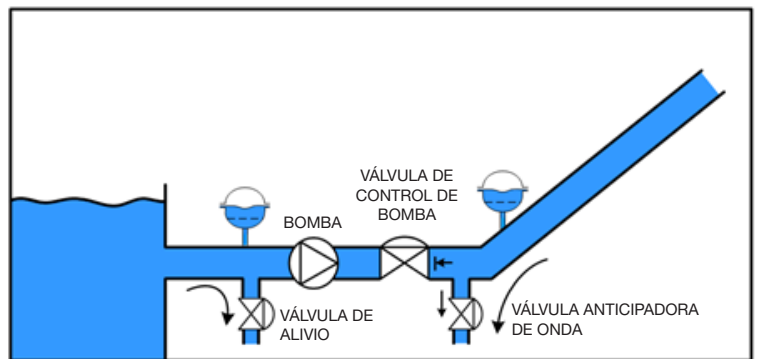 VÁLVULA DE
CONTROL DE
BOMBA
BOMBA
VÁLVULA DE
ALIVIO
VÁLVULA ANTICIPADORA
DE ONDA